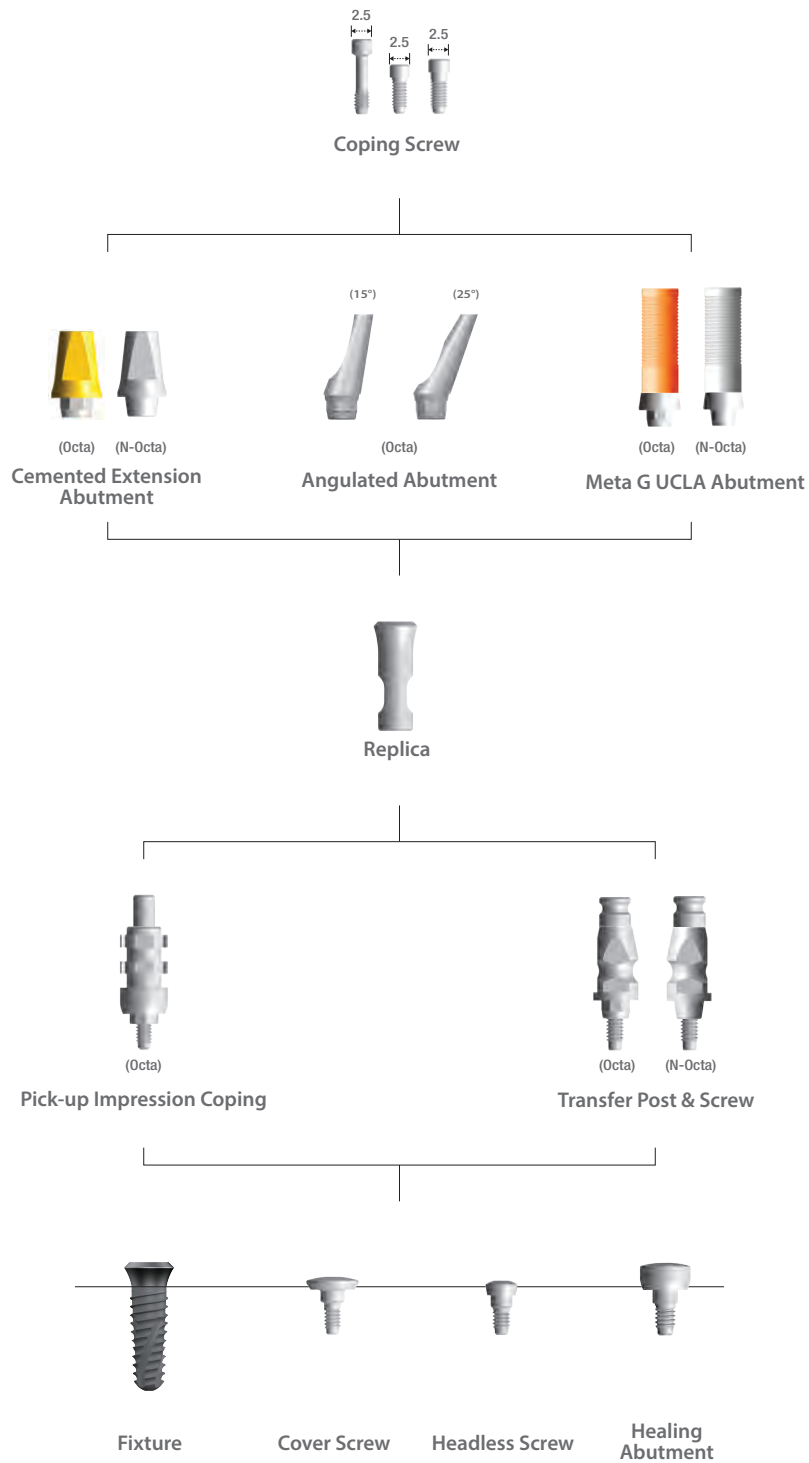 2.5
2.5 2.5
Coping Screw
(15°) (25°)
(Octa) (N-Octa) (Octa) (Octa) (N-Octa)
Cemented Extension
Abutment
Angulated Abutment
Meta G UCLA Abutment
Replica
(Octa) (Octa) (N-Octa)
Pick-up Impression Coping Transfer Post & Screw
Fixture Cover Screw Headless Screw Healing
Abutment